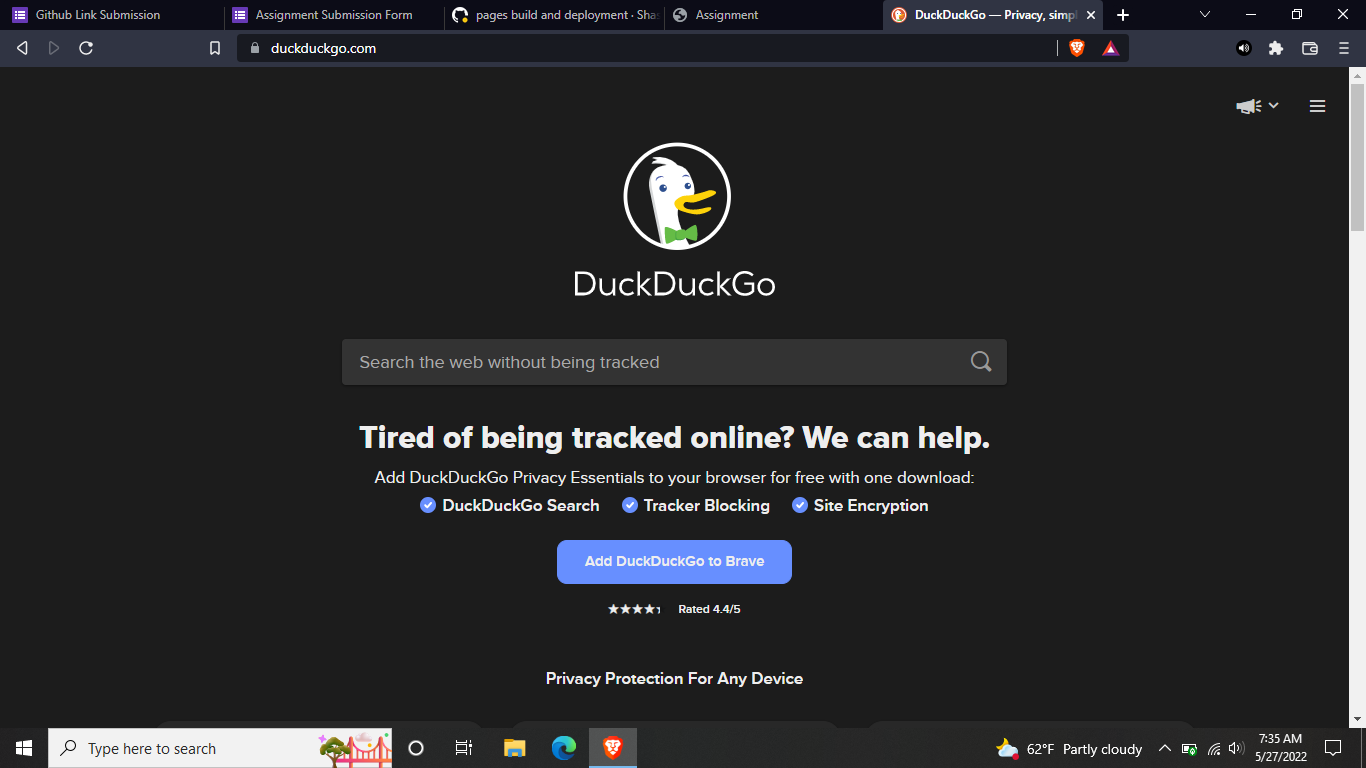 Github Link Submission
Assignment Submission Form
pages build and deployment · Sha
Assignment
DuckDuckGo — Privacy, simpl
duckduckgo.com
DuckDuckGo
Search the web without being tracked
Tired of being tracked online? We can help.
Add DuckDuckGo Privacy Essentials to your browser for free with one download:
DuckDuckGo Search Tracker Blocking Site Encryption
Add DuckDuckGo to Brave
Rated 4.4/5
Privacy Protection For Any Device
Type here to search
62°F Partly cloudy
7:35 AM
5/27/2022